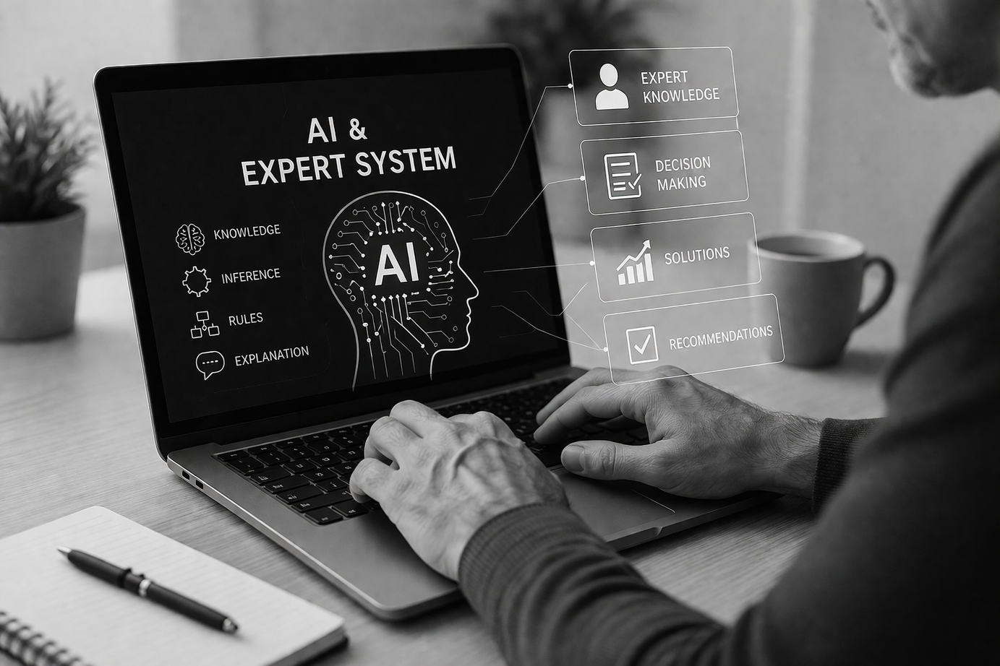 AI &
EXPERT SYSTEM
KNOWLEDGE
INFERENCE
RULES
EXPLANATION
AI
EXPERT
KNOWLEDGE
DECISION
MAKING
SOLUTIONS
RECOMMENDATIONS